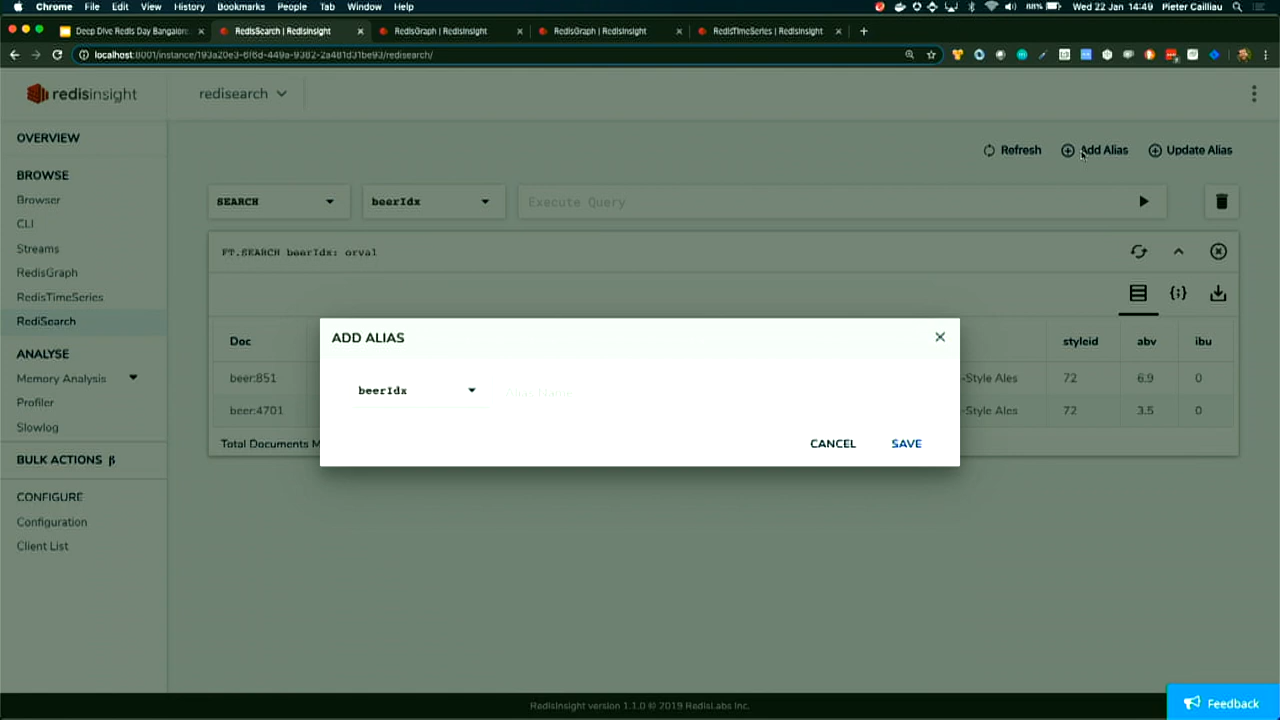 Chrome File Edit View History Bookmarks People Tab Window Help 88% Wed 22 Jan 14:49 Pieter Cailliau
Deep Dive Redis Day Bangalore RedisSearch | RedisInsight RedisGraph | RedisInsight RedisGraph | RedisInsight RedisTimeSeries | RedisInsight
localhost:8001/instance/193a20e3-6f6d-449a-9382-2a481d31be93/redisearch/
redisinsight redisearch
OVERVIEW
Refresh Add Alias Update Alias
BROWSE
Browser
CLI
Streams
RedisGraph
RedisTimeSeries
RediSearch
ANALYSE
Memory Analysis
Profiler
Slowlog
BULK ACTIONS β
CONFIGURE
Configuration
Client List
SEARCH beerIdx Execute Query
FT.SEARCH beerIdx: orval
Doc styleid abv ibu
beer:851 -Style Ales 72 6.9 0
beer:4701 -Style Ales 72 3.5 0
Total Documents M
ADD ALIAS
beerIdx Alias Name
CANCEL SAVE
RedisInsight version 1.1.0 © 2019 RedisLabs Inc.
Feedback